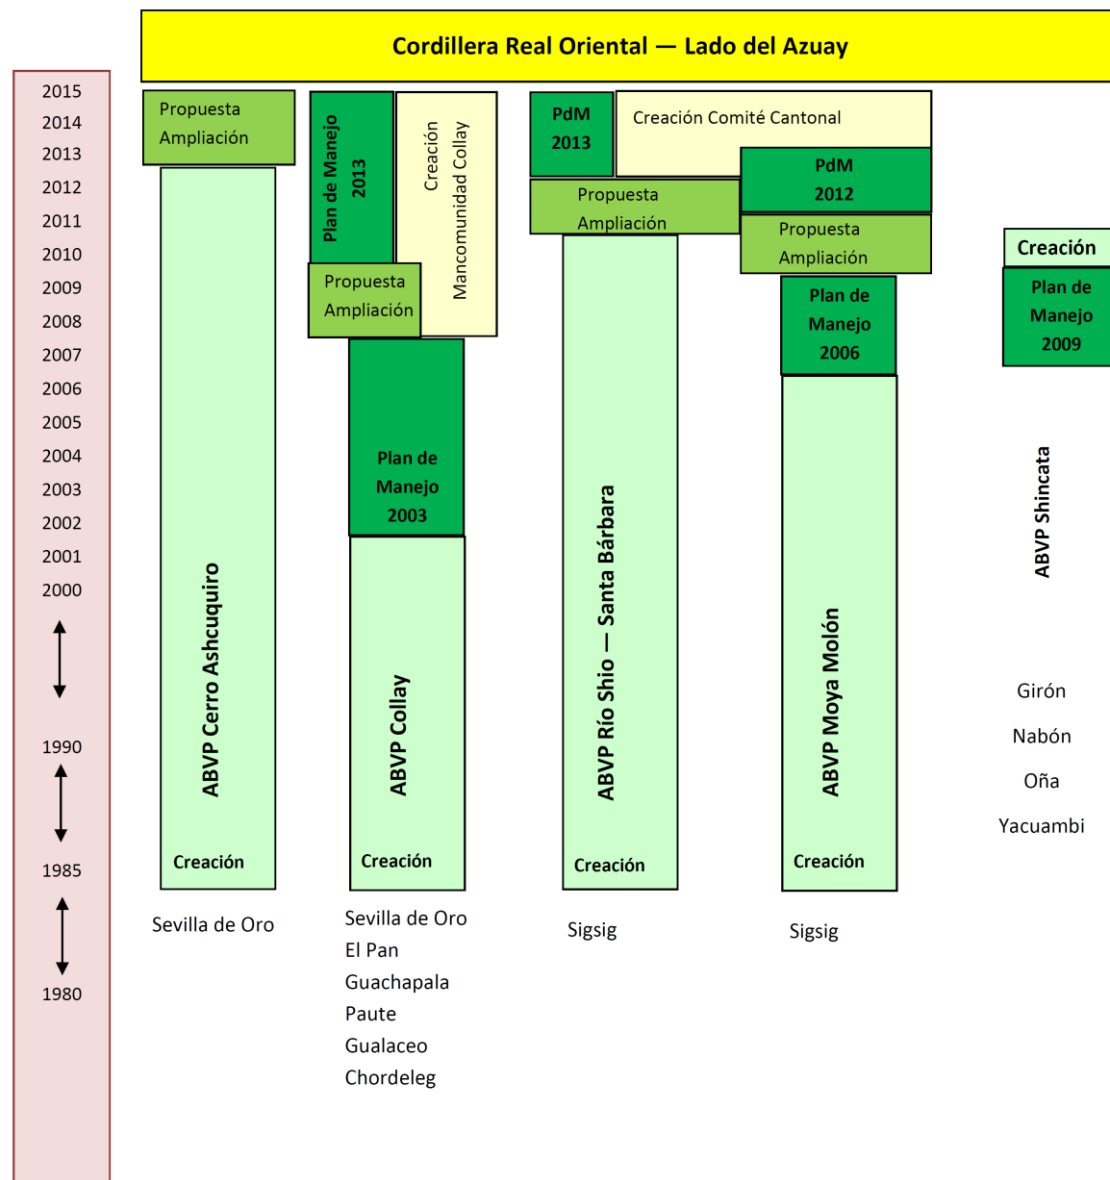 Cordillera Real Oriental — Lado del Azuay
2015
2014
2013
2012
2011
2010
2009
2008
2007
2006
2005
2004
2003
2002
2001
2000
1990
1985
1980
Propuesta
Ampliación
ABVP Cerro Ashcuquiro
Creación
Sevilla de Oro
Plan de Manejo
2013
Creación
Mancomunidad Collay
Propuesta
Ampliación
Plan de
Manejo
2003
ABVP Collay
Creación
Sevilla de Oro
El Pan
Guachapala
Paute
Gualaceo
Chordeleg
PdM
2013
Creación Comité Cantonal
Propuesta
Ampliación
ABVP Río Shio — Santa Bárbara
Creación
Sigsig
PdM
2012
Propuesta
Ampliación
Plan de
Manejo
2006
ABVP Moya Molón
Creación
Sigsig
Creación
Plan de
Manejo
2009
ABVP Shincata
Girón
Nabón
Oña
Yacuambi